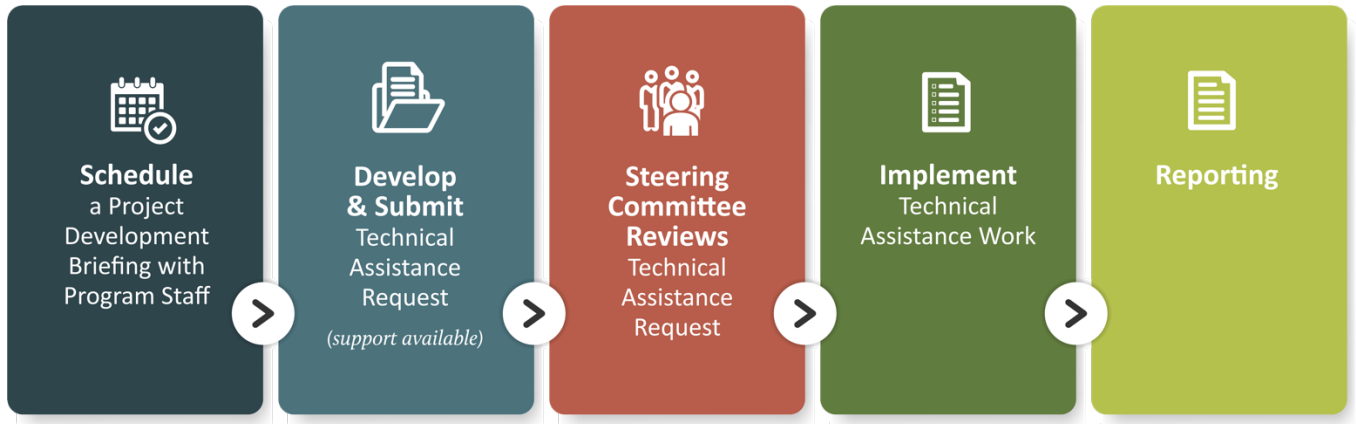 Schedule
a Project
Development
Briefing with
Program Staff
Develop
& Submit
Technical
Assistance
Request
(support available)
Steering
Committee
Reviews
Technical
Assistance
Request
Implement
Technical
Assistance Work
Reporting